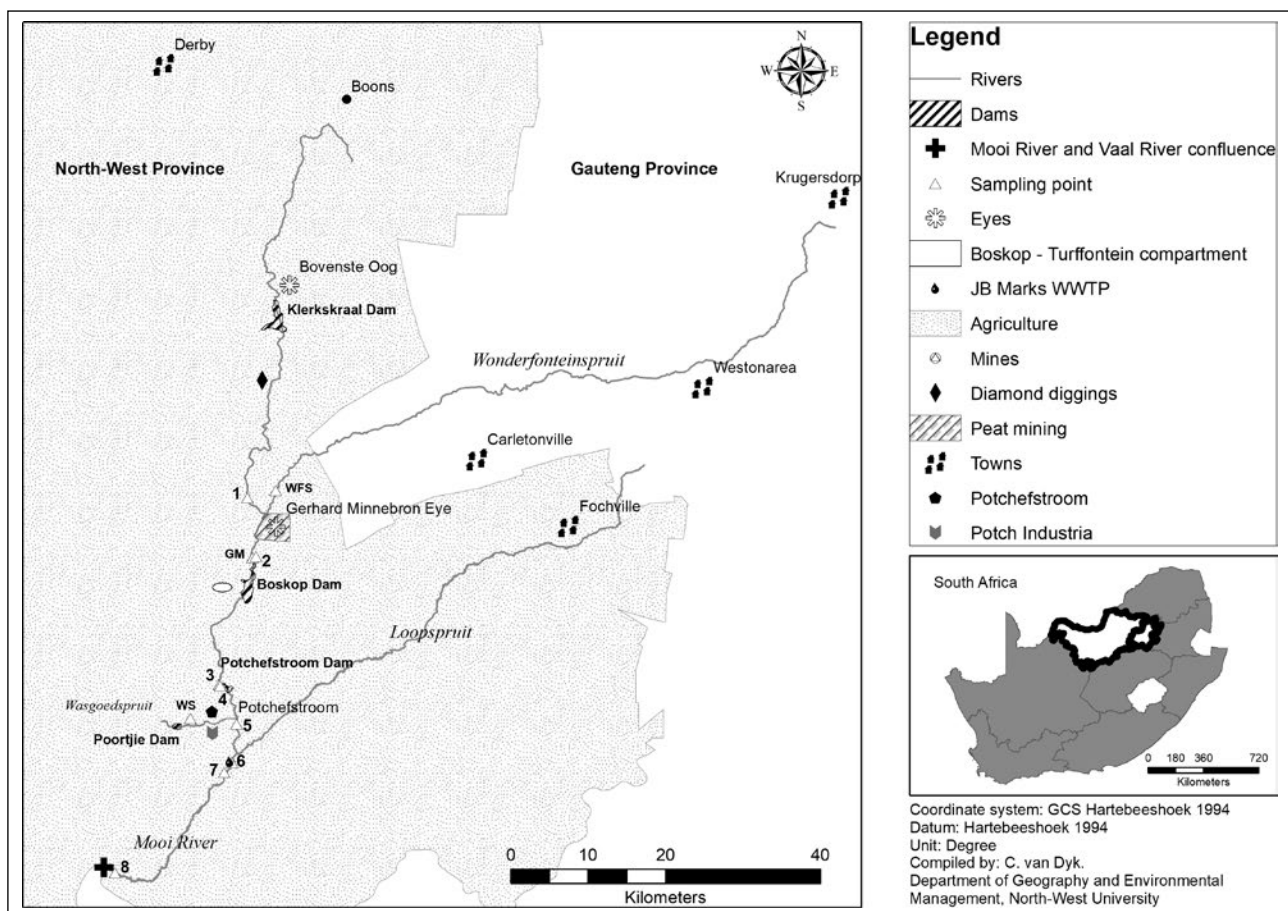 Derby
Boons
N
W E
S
North-West Province
Gauteng Province
Krugersdorp
Bovenste Oog
Klerkskraal Dam
Wonderfonteinspruit
Westonarea
Carletonville
1
WFS
Gerhard Minnebron Eye
Fochville
GM
2
Boskop Dam
Loopspruit
Potchefstroom Dam
3
4
Wasgoedspruit
WS
Potchefstroom
5
Poortjie Dam
6
7
Mooi River
8
0 10 20 40
Kilometers
Legend
Rivers
Dams
Mooi River and Vaal River confluence
Sampling point
Eyes
Boskop - Turffontein compartment
JB Marks WWTP
Agriculture
Mines
Diamond diggings
Peat mining
Towns
Potchefstroom
Potch Industria
South Africa
0 180 360 720
Kilometers
Coordinate system: GCS Hartebeeshoek 1994
Datum: Hartebeeshoek 1994
Unit: Degree
Compiled by: C. van Dyk.
Department of Geography and Environmental
Management, North-West University